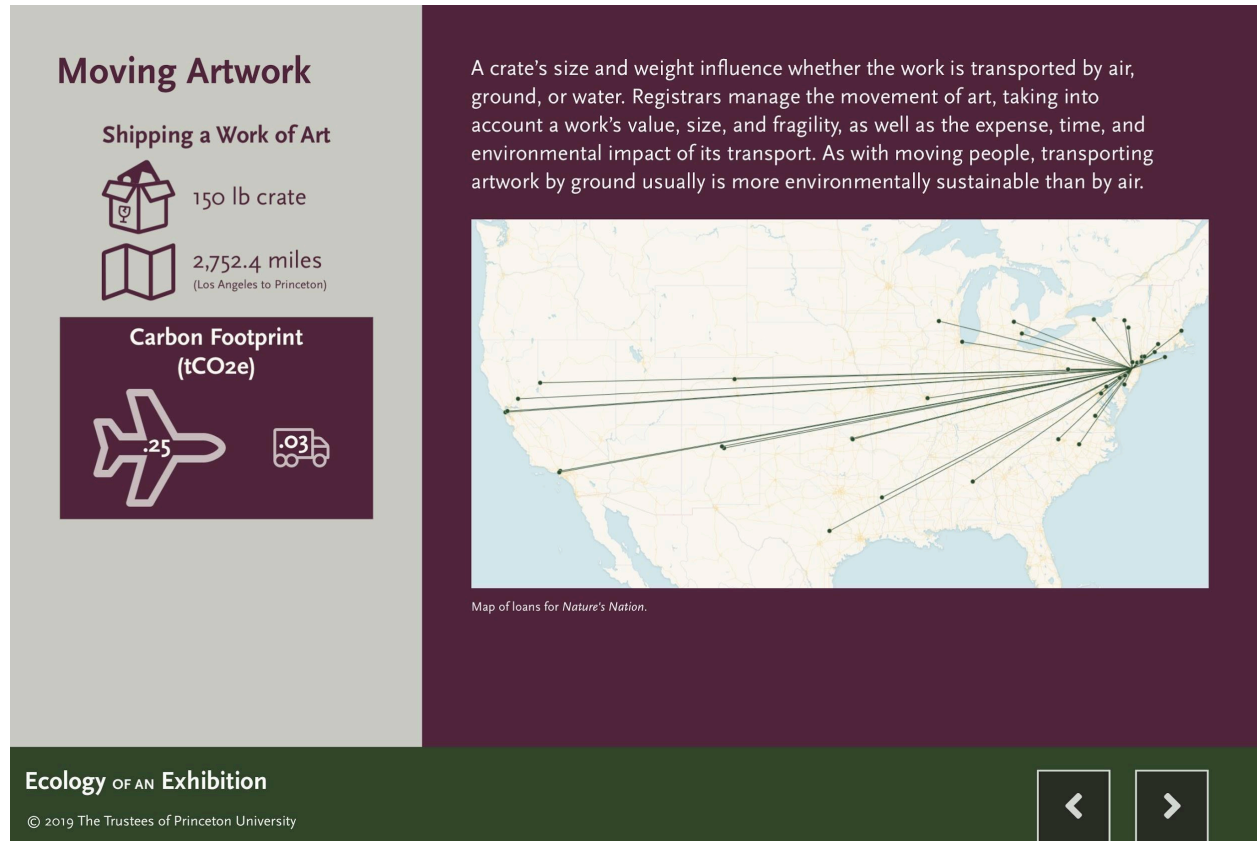 Moving Artwork
Shipping a Work of Art
150 lb crate
2,752.4 miles
(Los Angeles to Princeton)
Carbon Footprint
(tCO2e)
.25
.03
A crate's size and weight influence whether the work is transported by air,
ground, or water. Registrars manage the movement of art, taking into
account a work's value, size, and fragility, as well as the expense, time, and
environmental impact of its transport. As with moving people, transporting
artwork by ground usually is more environmentally sustainable than by air.
Map of loans for Nature's Nation.
Ecology OF AN Exhibition
© 2019 The Trustees of Princeton University